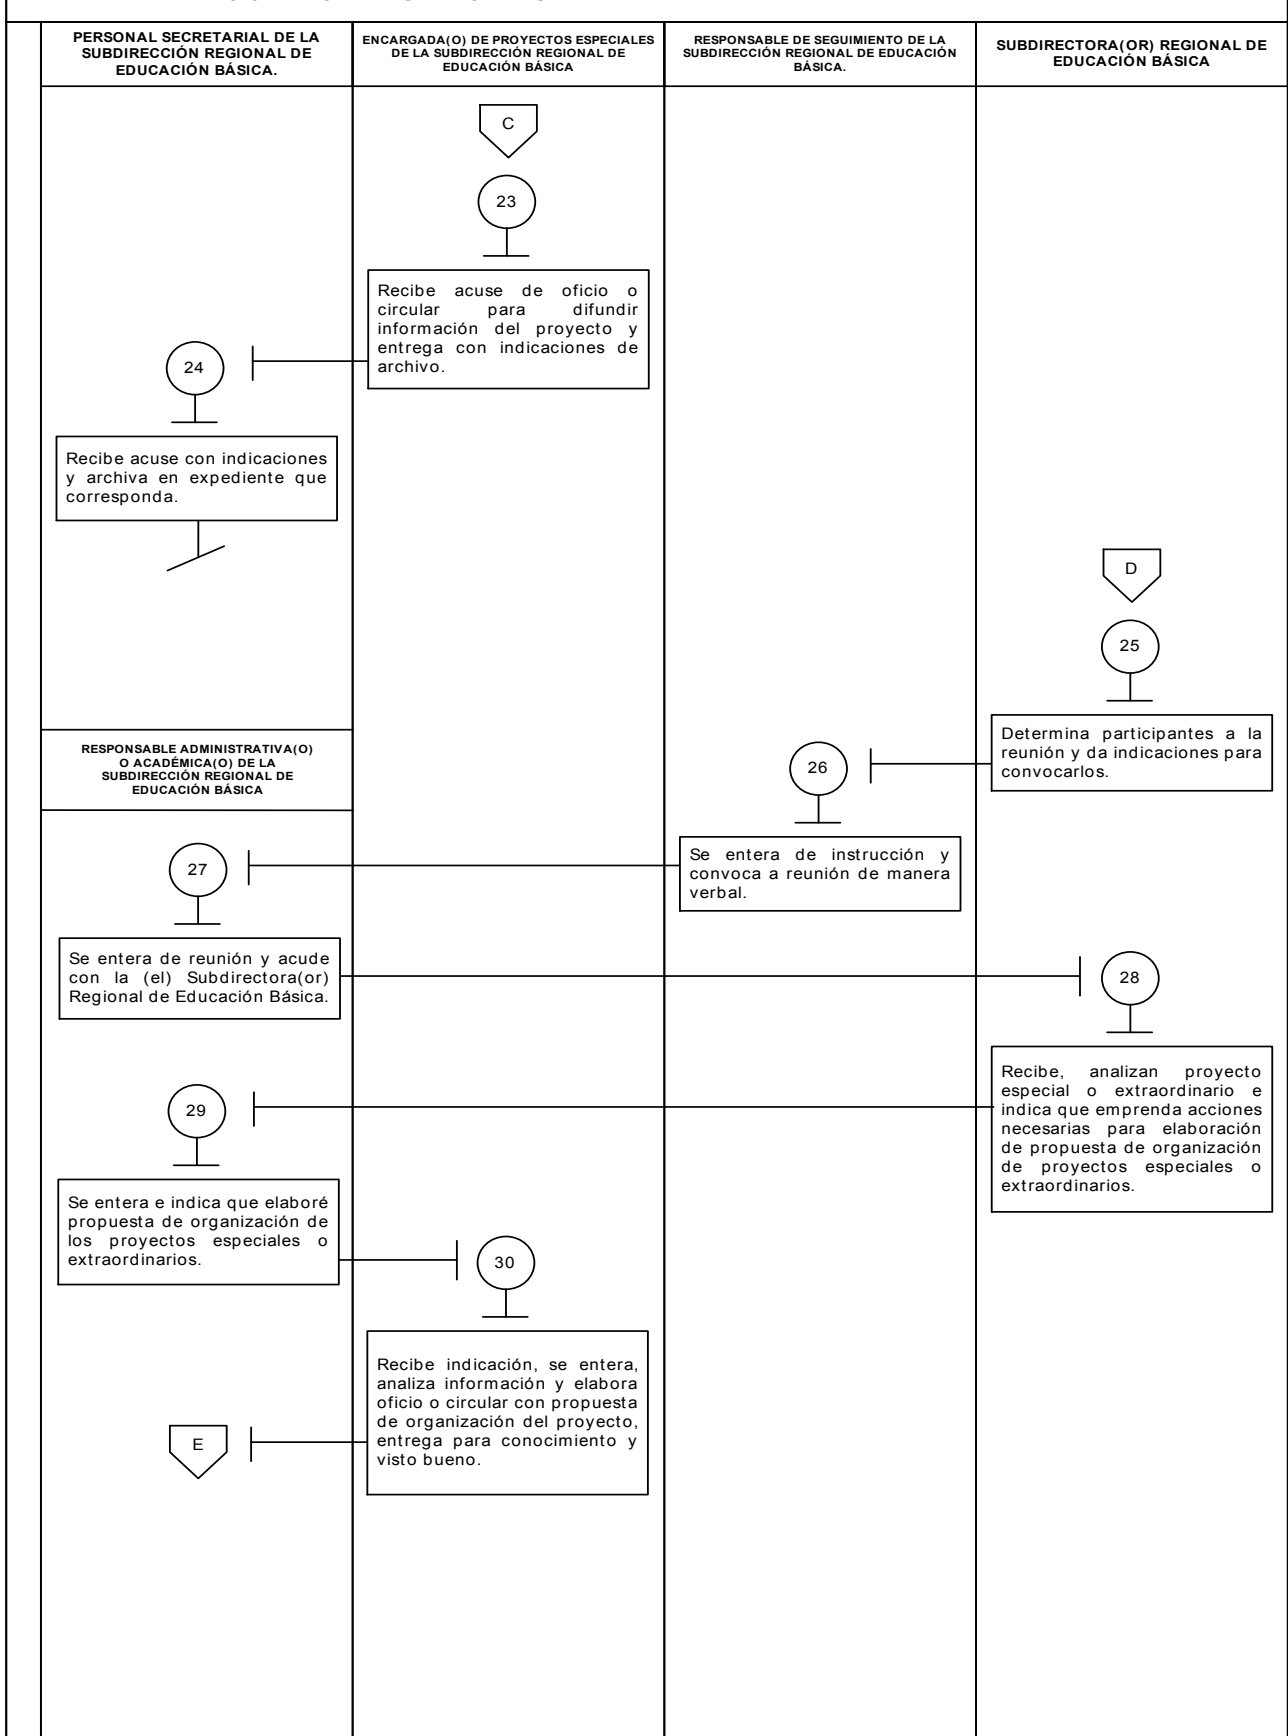 PERSONAL SECRETARIAL DE LA
SUBDIRECCIÓN REGIONAL DE
EDUCACIÓN BÁSICA.
ENCARGADA(O) DE PROYECTOS ESPECIALES
DE LA SUBDIRECCIÓN REGIONAL DE
EDUCACIÓN BÁSICA
RESPONSABLE DE SEGUIMIENTO DE LA
SUBDIRECCIÓN REGIONAL DE EDUCACIÓN
BÁSICA.
SUBDIRECTORA(OR) REGIONAL DE
EDUCACIÓN BÁSICA
C
23
Recibe acuse de oficio o
circular para difundir
información del proyecto y
entrega con indicaciones de
archivo.
24
Recibe acuse con indicaciones
y archiva en expediente que
corresponda.
D
25
Determina participantes a la
reunión y da indicaciones para
convocarlos.
RESPONSABLE ADMINISTRATIVA(O)
O ACADÉMICA(O) DE LA
SUBDIRECCIÓN REGIONAL DE
EDUCACIÓN BÁSICA
26
Se entera de instrucción y
convoca a reunión de manera
verbal.
27
Se entera de reunión y acude
con la (el) Subdirectora(or)
Regional de Educación Básica.
28
Recibe, analizan proyecto
especial o extraordinario e
indica que emprenda acciones
necesarias para elaboración
de propuesta de organización
de proyectos especiales o
extraordinarios.
29
Se entera e indica que elaboré
propuesta de organización de
los proyectos especiales o
extraordinarios.
30
Recibe indicación, se entera,
analiza información y elabora
oficio o circular con propuesta
de organización del proyecto,
entrega para conocimiento y
visto bueno.
E